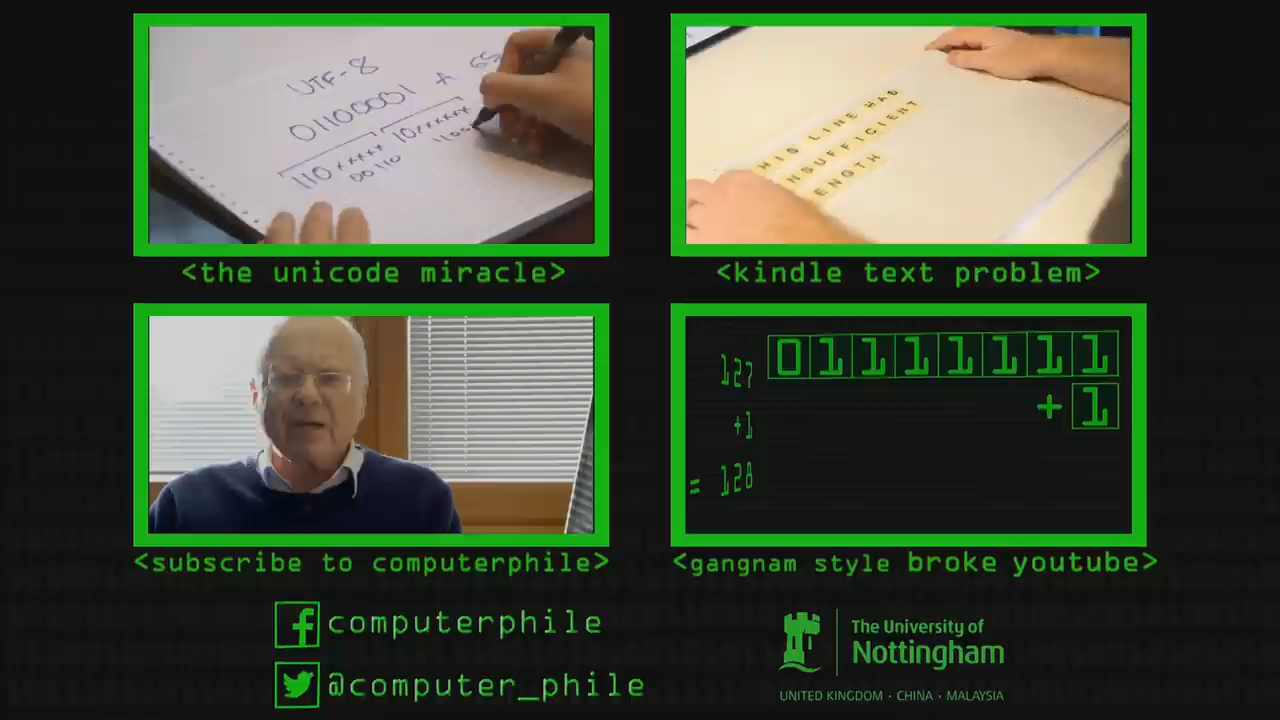 UTF-8
01100001 A 65
110xxxxx 10xxxxxx
00110
HIS LINE HAD
NSUFFICIENT
ENGTH
<the unicode miracle>
<kindle text problem>
127 01111111
+1 + 1
= 128
<subscribe to computerphile>
<gangnam style broke youtube>
computerphile
@computer_phile
The University of
Nottingham
UNITED KINGDOM · CHINA · MALAYSIA